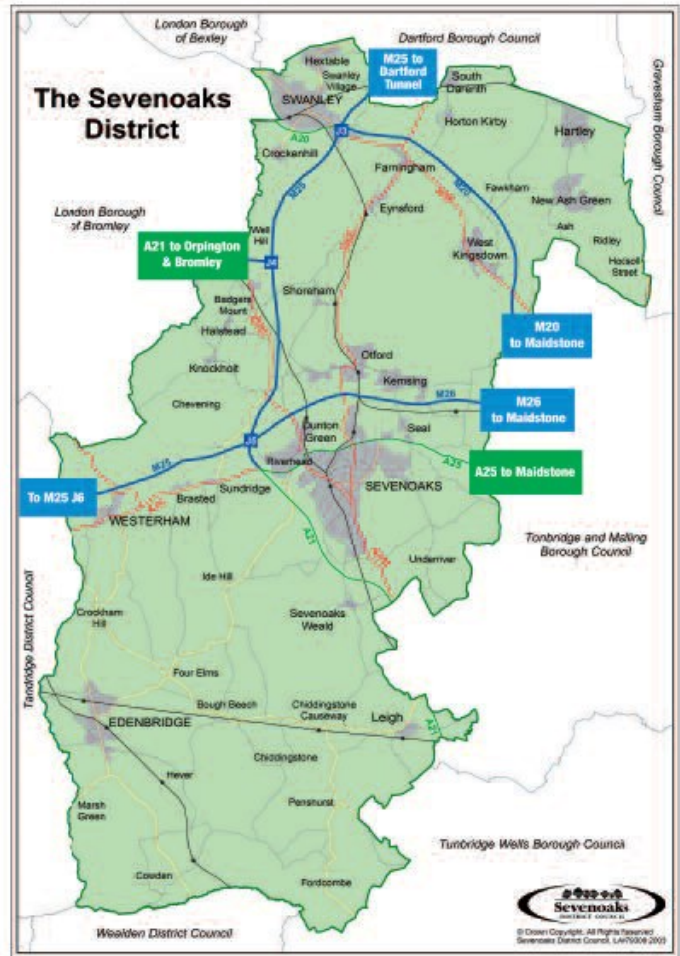 London Borough
of Bexley
Dartford Borough Council
Gravesham Borough Council
The Sevenoaks
District
M25 to
Dartford
Tunnel
Hextable
Swanley
Village
SWANLEY
South
Darenth
Horton Kirby
Hartley
A20
J3
Crockenhill
Farningham
M25
M20
Fawkham
New Ash Green
Eynsford
London Borough
of Bromley
Well
Hill
Ash
Ridley
Hodsoll
Street
A21 to Orpington
& Bromley
J4
West
Kingsdown
Shoreham
Badgers
Mount
Halstead
M20
to Maidstone
Otford
Knockholt
Kemsing
M26
M26
to Maidstone
Chevening
Dunton
Green
Seal
J5
A25
A25 to Maidstone
Riverhead
M25
To M25 J6
Sundridge
Brasted
SEVENOAKS
WESTERHAM
A21
Tonbridge and Malling
Borough Council
Underriver
Ide Hill
Tandridge District Council
Crockham
Hill
Sevenoaks
Weald
Four Elms
Bough Beech
Chiddingstone
Causeway
Leigh
A21
EDENBRIDGE
Chiddingstone
Hever
Marsh
Green
Penshurst
Tunbridge Wells Borough Council
Cowden
Fordcombe
Wealden District Council
Sevenoaks
DISTRICT COUNCIL
© Crown Copyright. All Rights Reserved